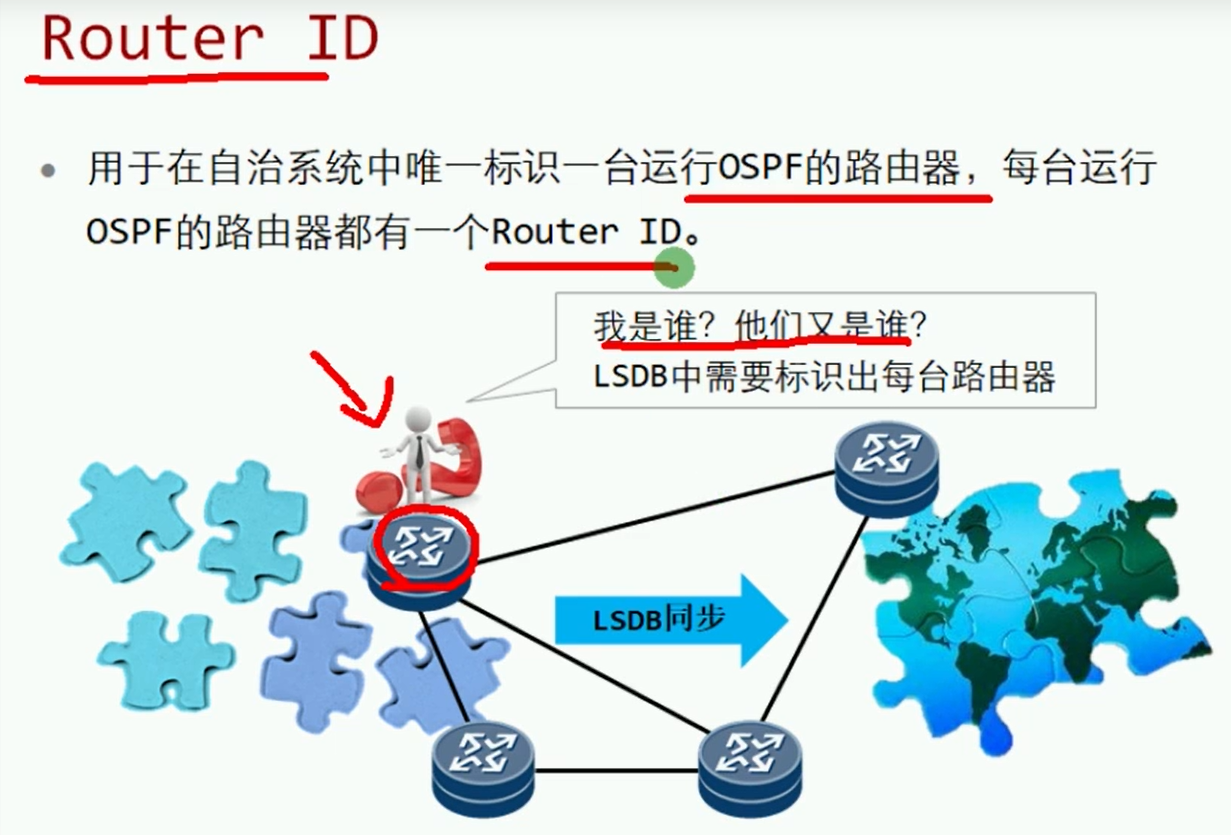 Router ID
用于在自治系统中唯一标识一台运行OSPF的路由器，每台运行
OSPF的路由器都有一个Router ID。
我是谁？他们又是谁？
LSDB中需要标识出每台路由器
LSDB同步